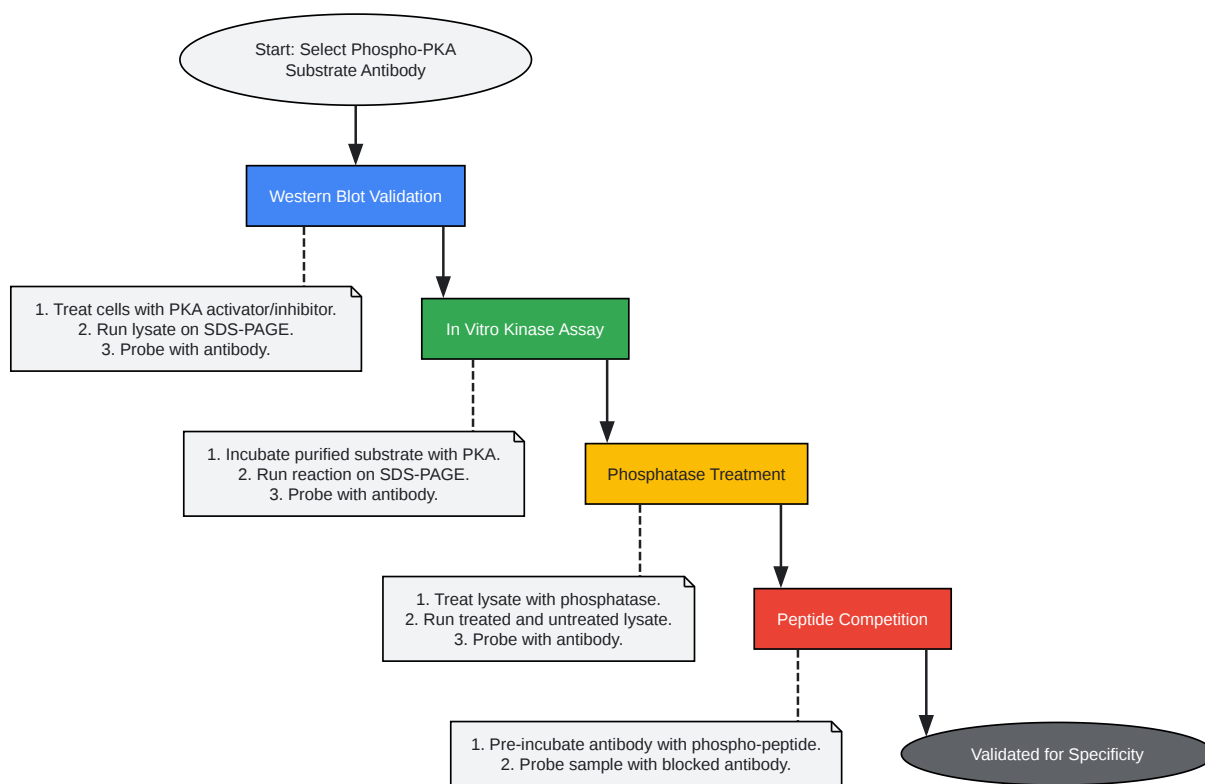 Start: Select Phospho-PKA
Substrate Antibody
Western Blot Validation
1. Treat cells with PKA activator/inhibitor.
2. Run lysate on SDS-PAGE.
3. Probe with antibody.
In Vitro Kinase Assay
1. Incubate purified substrate with PKA.
2. Run reaction on SDS-PAGE.
3. Probe with antibody.
Phosphatase Treatment
1. Treat lysate with phosphatase.
2. Run treated and untreated lysate.
3. Probe with antibody.
Peptide Competition
1. Pre-incubate antibody with phospho-peptide.
2. Probe sample with blocked antibody.
Validated for Specificity